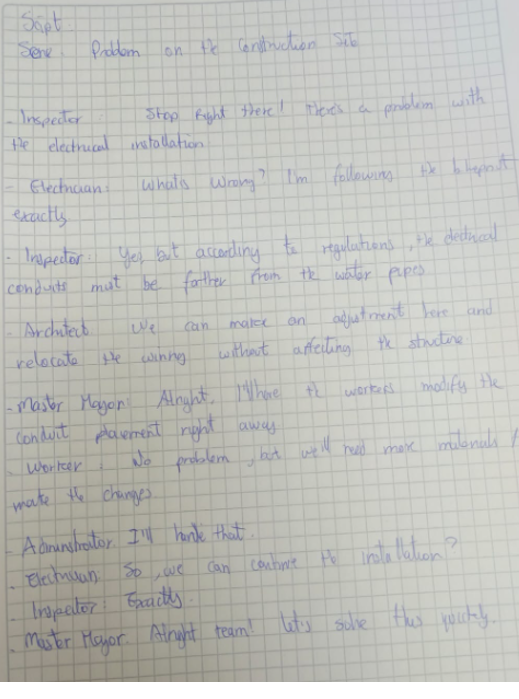 Script
Scene: Problem on the Construction Site
- Inspector Stop Right there! There's a problem with
the electrical installation
- Electrician: What's wrong? I'm following the
exactly
- Inspector: Yes, but according to regulations, the electrical
conduits must be farther from the water pipes
- Architect We can make an adjustment here and
relocate the wiring without affecting the structure
- Master Mayor: Alright, I'll have the workers modify the
conduit placement right away
- Worker: No problem, but we'll need more materials
make the changes
- Administrator I'll handle that.
- Electrician: So, we can continue the installation?
- Inspector: Exactly.
- Master Mayor. Alright team! let's solve this quickly.